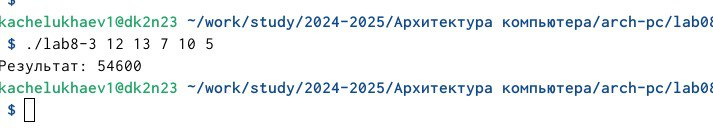 $
kachelukhaev1@dk2n23 ~/work/study/2024-2025/Архитектура компьютера/arch-pc/lab08
$ ./lab8-3 12 13 7 10 5
Результат: 54600
kachelukhaev1@dk2n23 ~/work/study/2024-2025/Архитектура компьютера/arch-pc/lab08
$